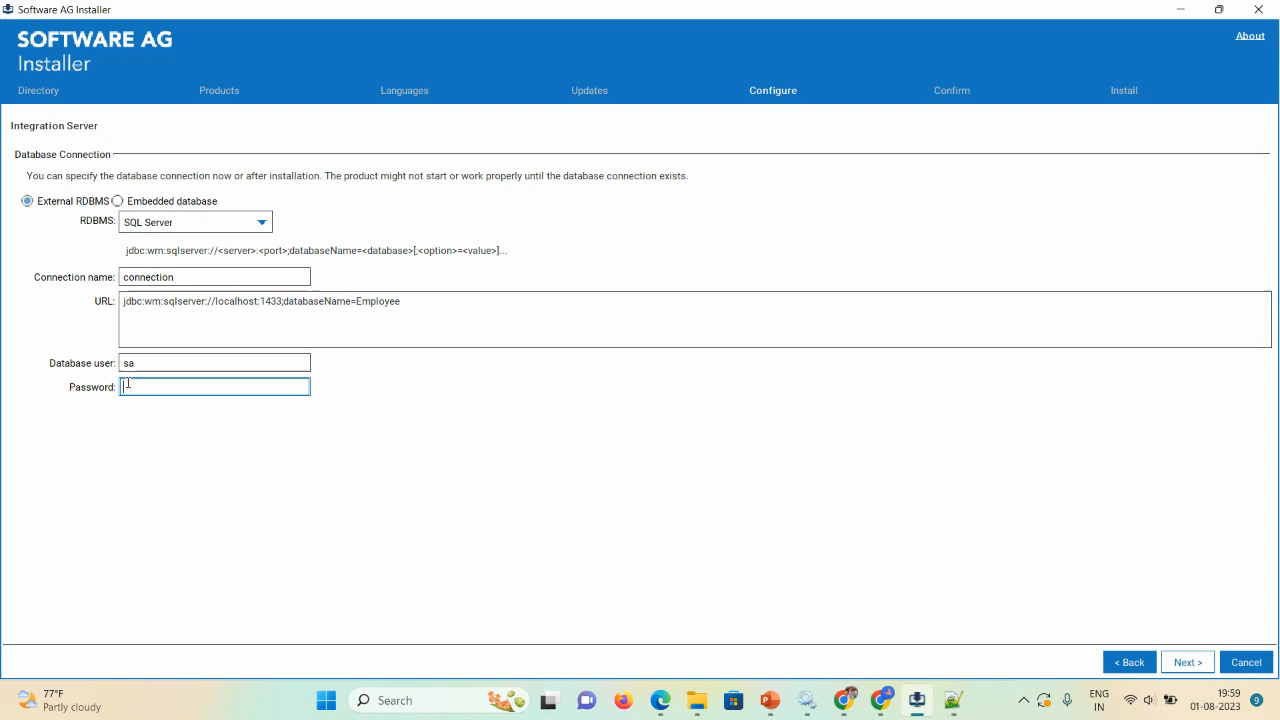 Software AG Installer
SOFTWARE AG
Installer
About
Directory
Products
Languages
Updates
Configure
Confirm
Install
Integration Server
Database Connection
You can specify the database connection now or after installation. The product might not start or work properly until the database connection exists.
External RDBMS
Embedded database
RDBMS: SQL Server
jdbc:wm:sqlserver://<server>:<port>;databaseName=<database>[;<option>=<value>]...
Connection name: connection
URL: jdbc:wm:sqlserver://localhost:1433;databaseName=Employee
Database user: sa
Password:
< Back
Next >
Cancel
77°F
Partly cloudy
Search
ENG
IN
19:59
01-08-2023
9